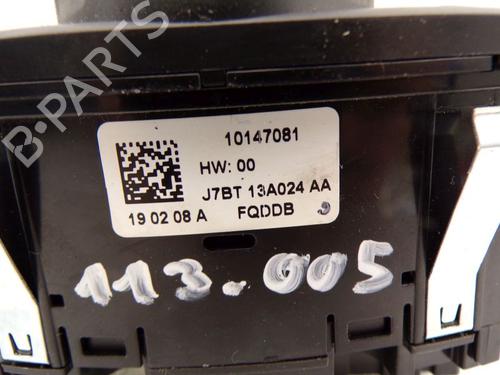 10147081
HW: 00
J7BT 13A024 AA
19 02 08 A FQDDB
113.005
B-PARTS